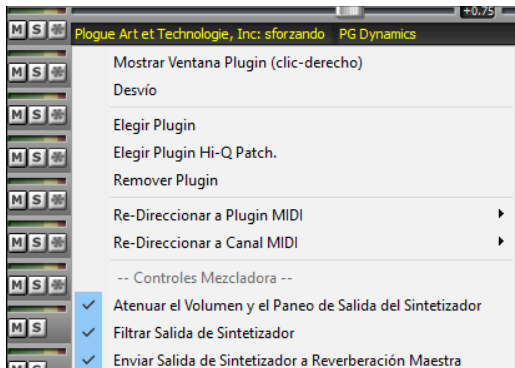 +0.75
M S
Plogue Art et Technologie, Inc: sforzando PG Dynamics
M S
Mostrar Ventana Plugin (clic-derecho)
Desvío
M S
Elegir Plugin
M S
Elegir Plugin Hi-Q Patch.
Remover Plugin
M S
Re-Direccionar a Plugin MIDI
M S
Re-Direccionar a Canal MIDI
M S
-- Controles Mezcladora --
Atenuar el Volumen y el Paneo de Salida del Sintetizador
M S
Filtrar Salida de Sintetizador
M S
Enviar Salida de Sintetizador a Reverberación Maestra